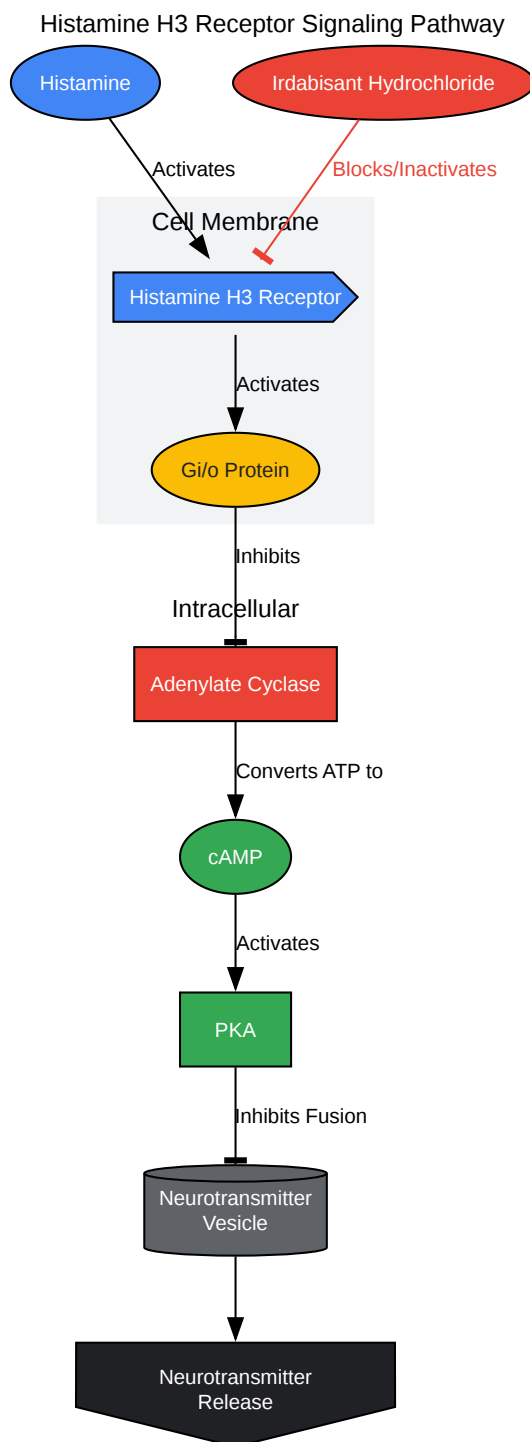 Histamine H3 Receptor Signaling Pathway
Histamine
Irdabisant Hydrochloride
Activates
Blocks/Inactivates
Cell Membrane
Histamine H3 Receptor
Activates
Gi/o Protein
Inhibits
Intracellular
Adenylate Cyclase
Converts ATP to
cAMP
Activates
PKA
Inhibits Fusion
Neurotransmitter
Vesicle
Neurotransmitter
Release